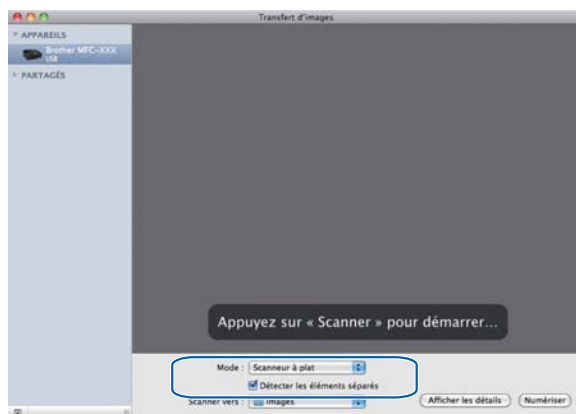 Transfert d'images
APPAREILS
Brother MFC-XXX
USB
PARTAGÉS
Appuyez sur « Scanner » pour démarrer...
Mode : Scanneur à plat
Détecter les éléments séparés
Scanner vers : Images
Afficher les détails
Numériser